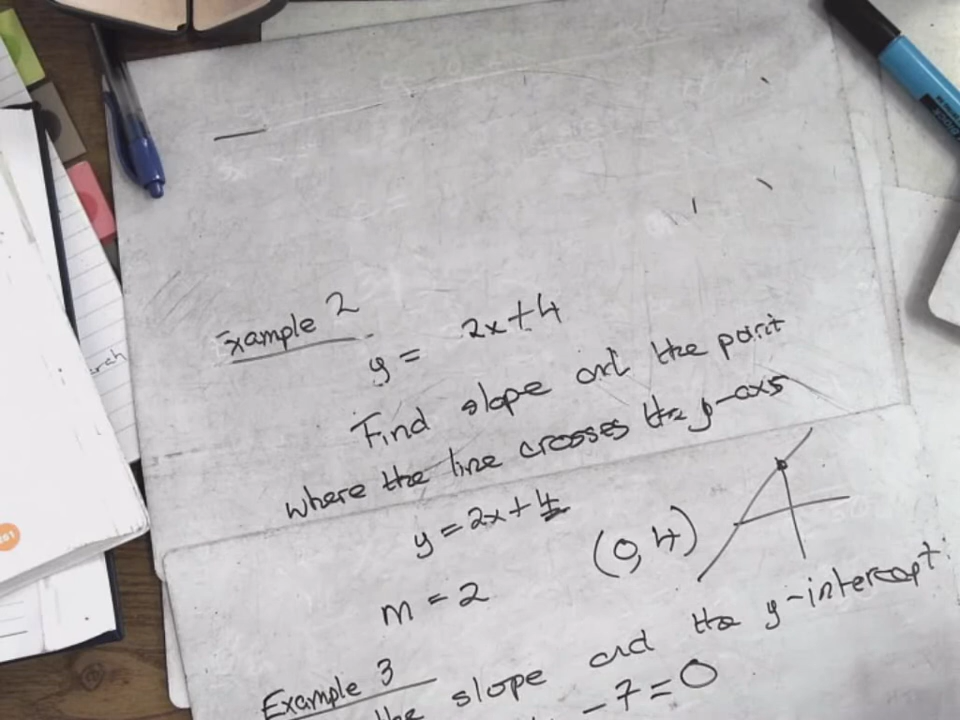 Example 2
y = 2x+4
Find slope and the point
where the line crosses the y-axis
y = 2x+4
m = 2
(0, 4)
Example 3
the slope and the y-intercept:
- 7 = 0